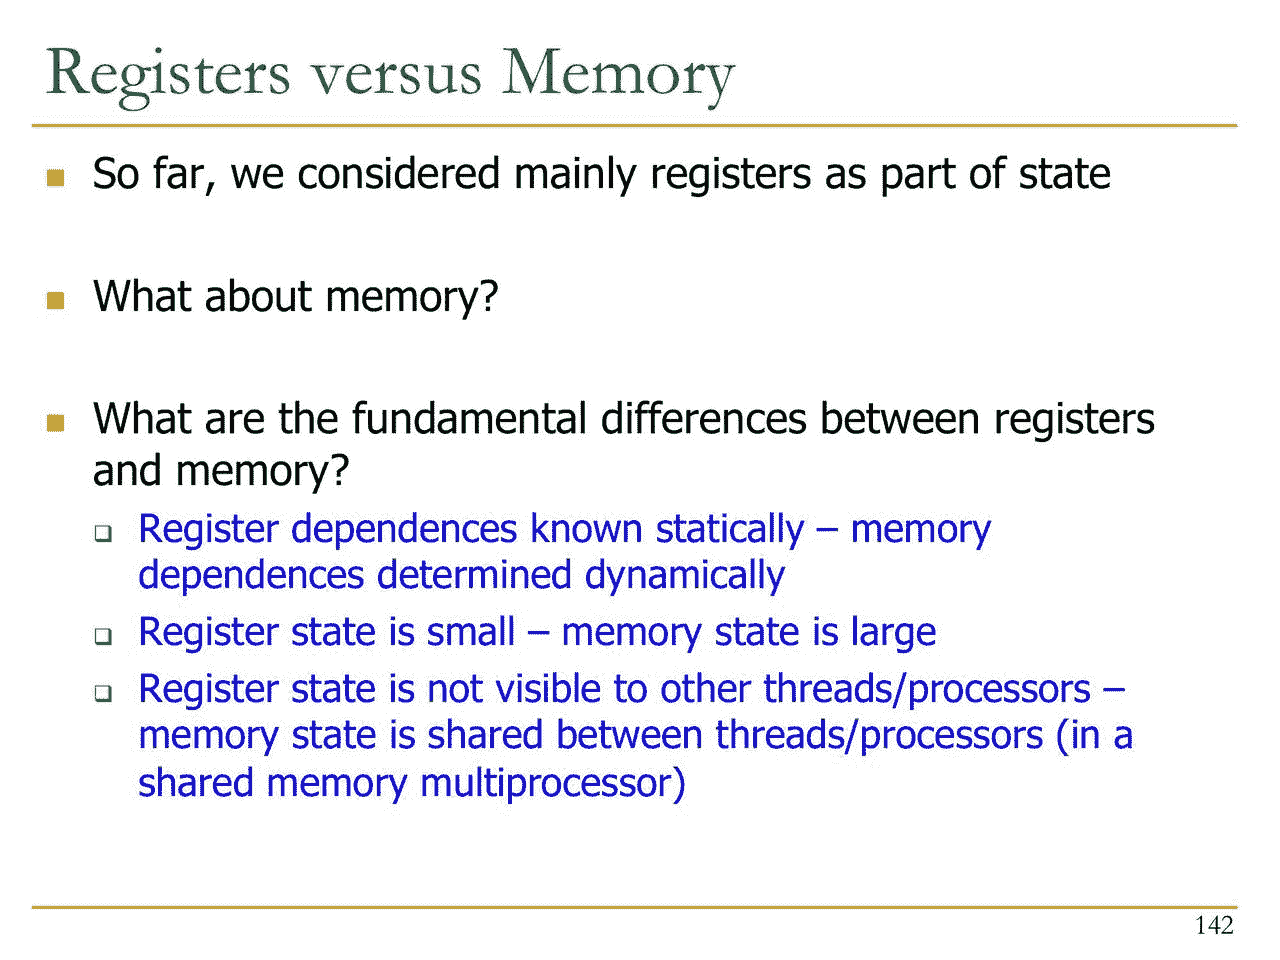 Registers versus Memory
So far, we considered mainly registers as part of state
What about memory?
What are the fundamental differences between registers
and memory?
Register dependences known statically – memory
dependences determined dynamically
Register state is small – memory state is large
Register state is not visible to other threads/processors –
memory state is shared between threads/processors (in a
shared memory multiprocessor)
142